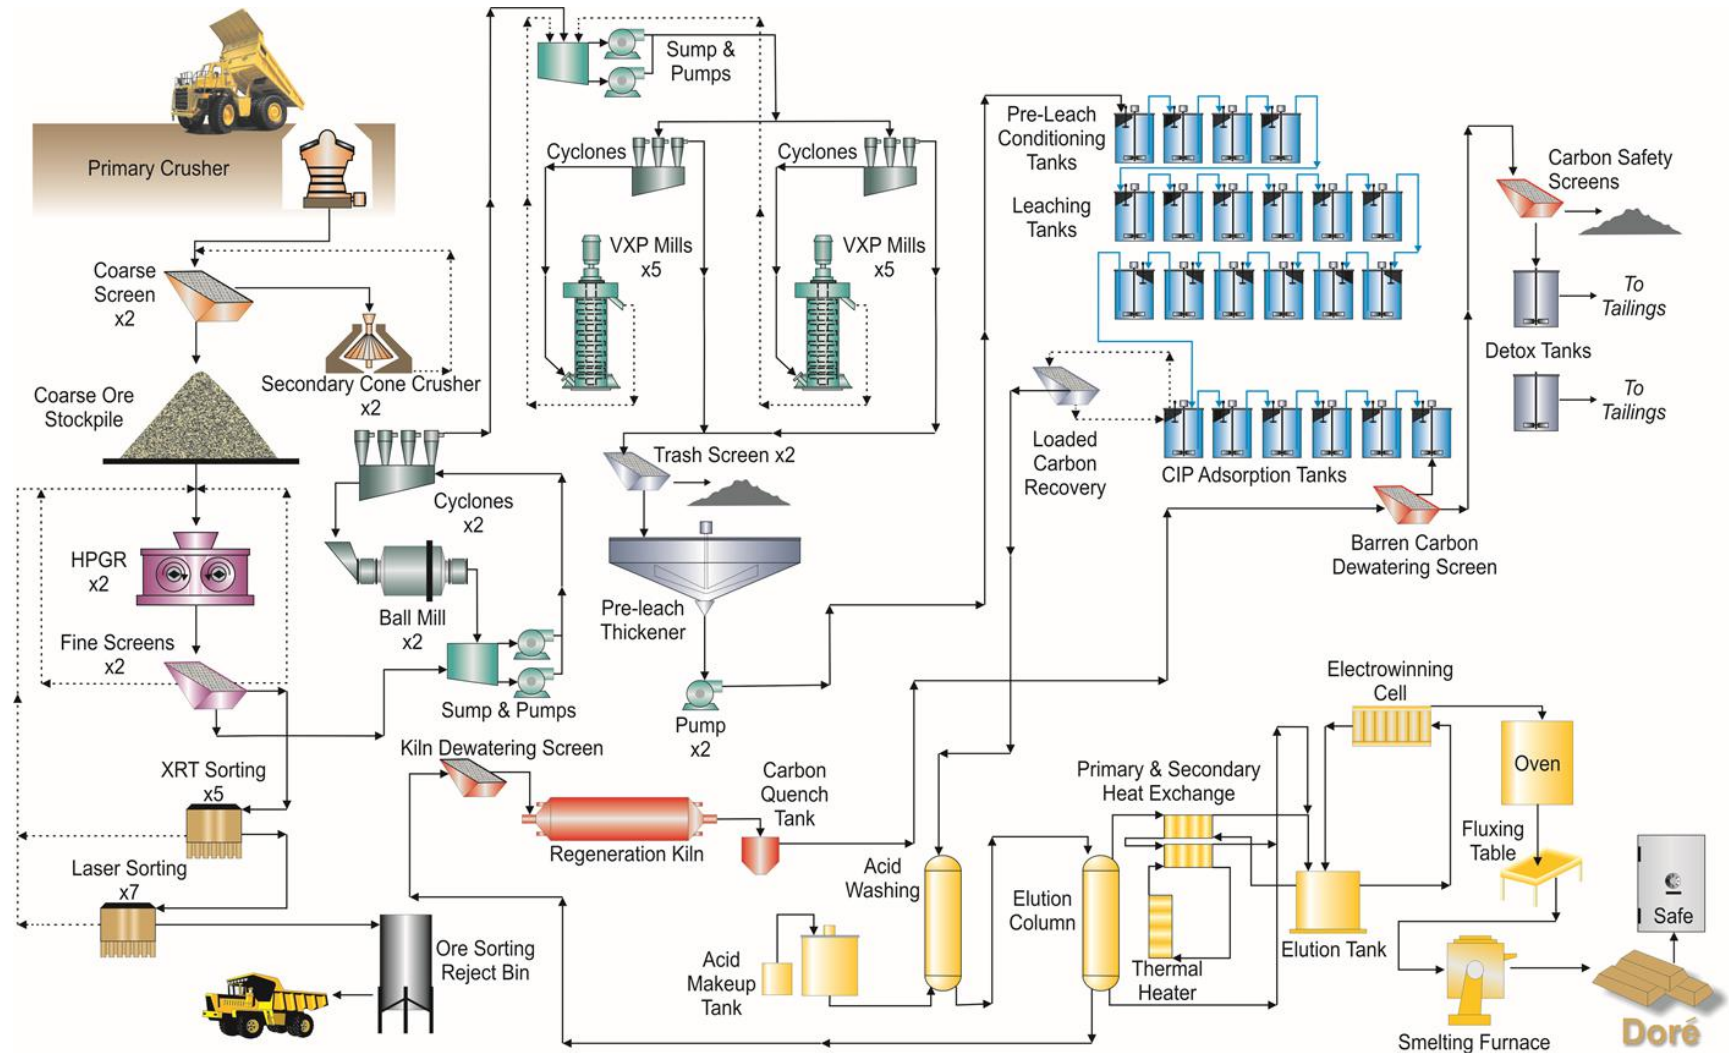 Primary Crusher
Coarse
Screen
x2
Secondary Cone Crusher
x2
Coarse Ore
Stockpile
HPGR
x2
Fine Screens
x2
XRT Sorting
x5
Laser Sorting
x7
Ore Sorting
Reject Bin
Cyclones
x2
Ball Mill
x2
Sump & Pumps
Sump &
Pumps
Cyclones
Cyclones
VXP Mills
x5
VXP Mills
x5
Trash Screen x2
Pre-leach
Thickener
Pump
x2
Pre-Leach
Conditioning
Tanks
Leaching
Tanks
Loaded
Carbon
Recovery
CIP Adsorption Tanks
Barren Carbon
Dewatering Screen
Carbon Safety
Screens
To
Tailings
Detox Tanks
To
Tailings
Kiln Dewatering Screen
Regeneration Kiln
Carbon
Quench
Tank
Acid
Washing
Acid
Makeup
Tank
Elution
Column
Primary & Secondary
Heat Exchange
Thermal
Heater
Elution Tank
Electrowinning
Cell
Oven
Fluxing
Table
Smelting Furnace
Safe
Doré